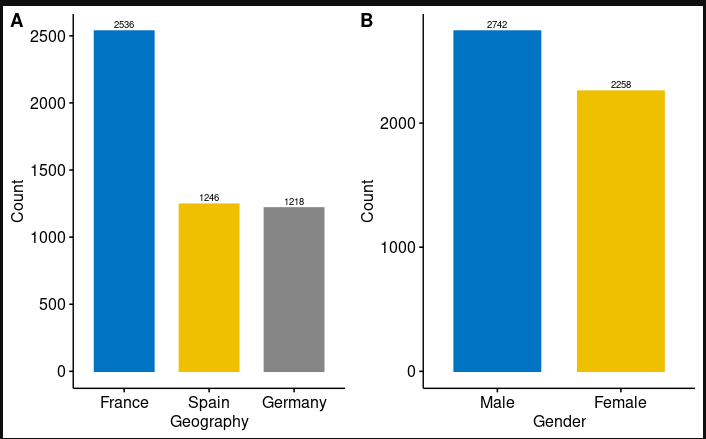 A
2536
2500
2000
1500
1246
1218
1000
500
0
Count
France Spain Germany
Geography
B
2742
2258
2000
1000
0
Count
Male Female
Gender